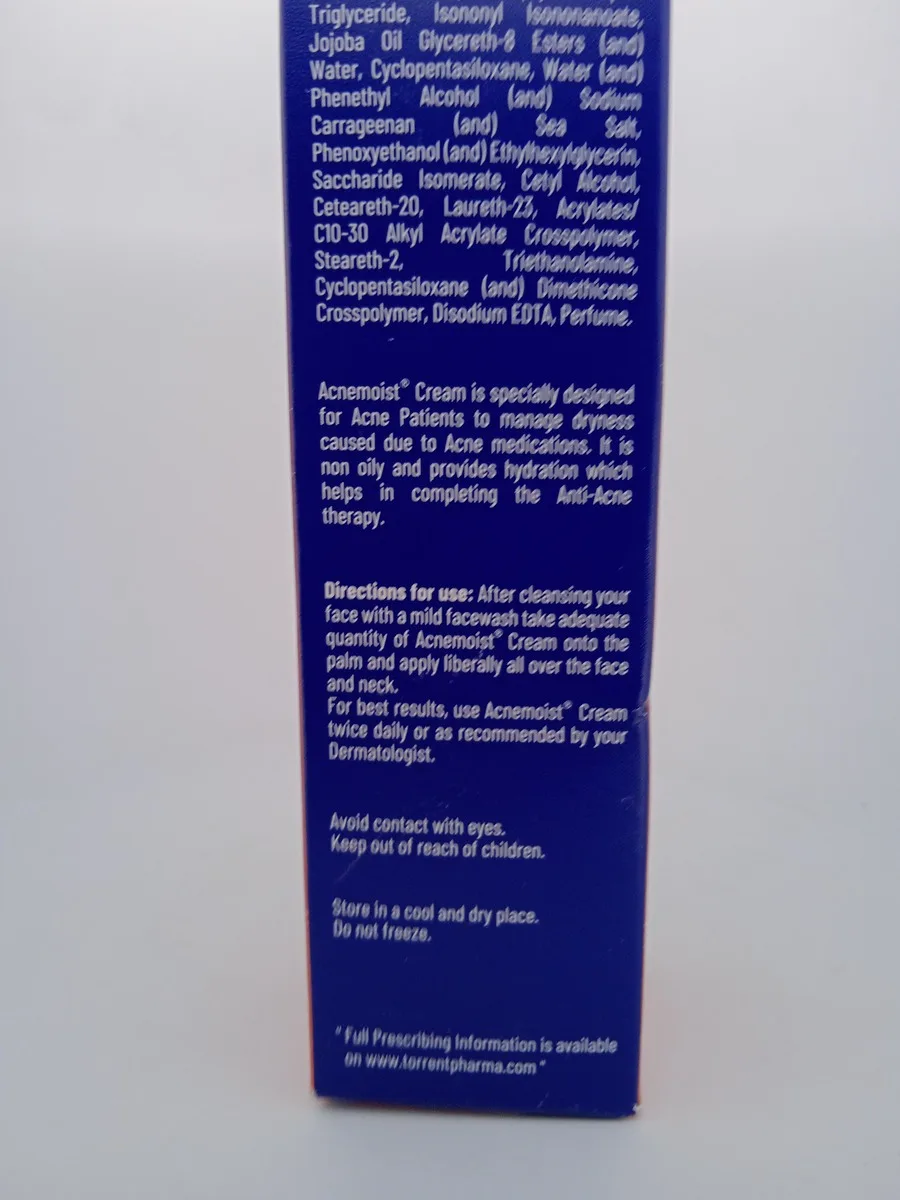 Triglyceride, Isononyl Isononanoate,
Jojoba Oil Glycereth-8 Esters (and)
Water, Cyclopentasiloxane, Water (and)
Phenethyl Alcohol (and) Sodium
Carrageenan (and) Sea Salt,
Phenoxyethanol (and) Ethylhexylglycerin,
Saccharide Isomerate, Cetyl Alcohol,
Ceteareth-20, Laureth-23, Acrylates/
C10-30 Alkyl Acrylate Crosspolymer,
Steareth-2, Triethanolamine,
Cyclopentasiloxane (and) Dimethicone
Crosspolymer, Disodium EDTA, Perfume.
Acnemoist® Cream is specially designed
for Acne Patients to manage dryness
caused due to Acne medications. It is
non oily and provides hydration which
helps in completing the Anti-Acne
therapy.
Directions for use: After cleansing your
face with a mild facewash take adequate
quantity of Acnemoist® Cream onto the
palm and apply liberally all over the face
and neck.
For best results, use Acnemoist® Cream
twice daily or as recommended by your
Dermatologist.
Avoid contact with eyes.
Keep out of reach of children.
Store in a cool and dry place.
Do not freeze.
" Full Prescribing Information is available
on www.torrentpharma.com "